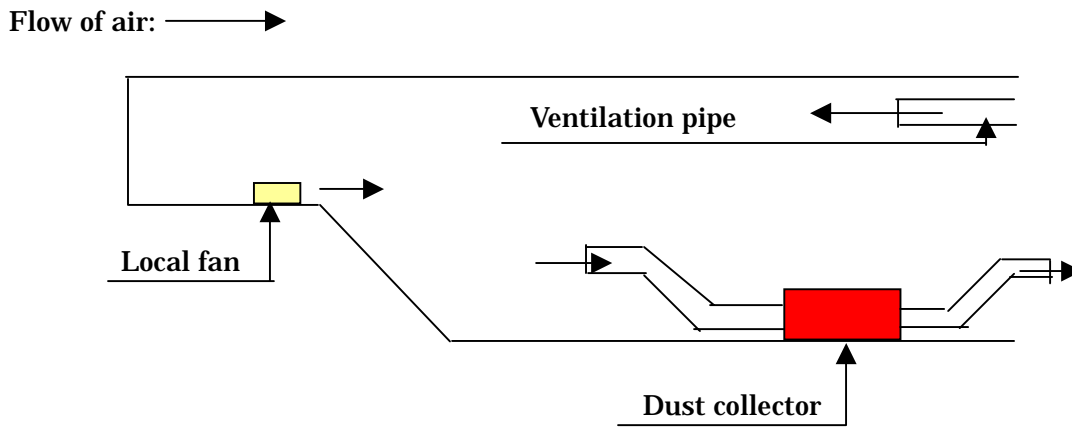 Flow of air:
Ventilation pipe
Local fan
Dust collector